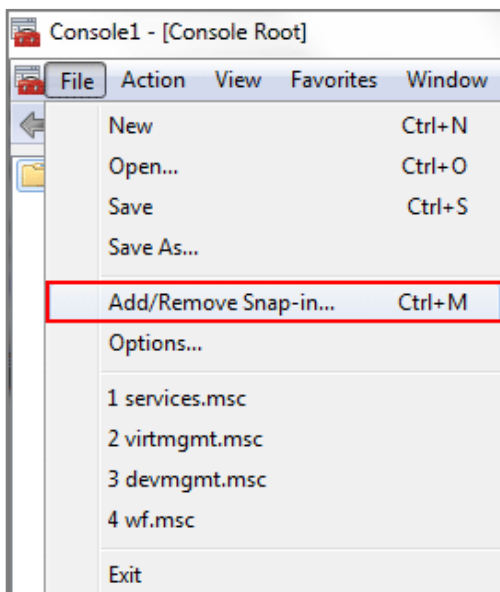 Console1 - [Console Root]
File Action View Favorites Window
New Ctrl+N
Open... Ctrl+O
Save Ctrl+S
Save As...
Add/Remove Snap-in... Ctrl+M
Options...
1 services.msc
2 virtmgmt.msc
3 devmgmt.msc
4 wf.msc
Exit